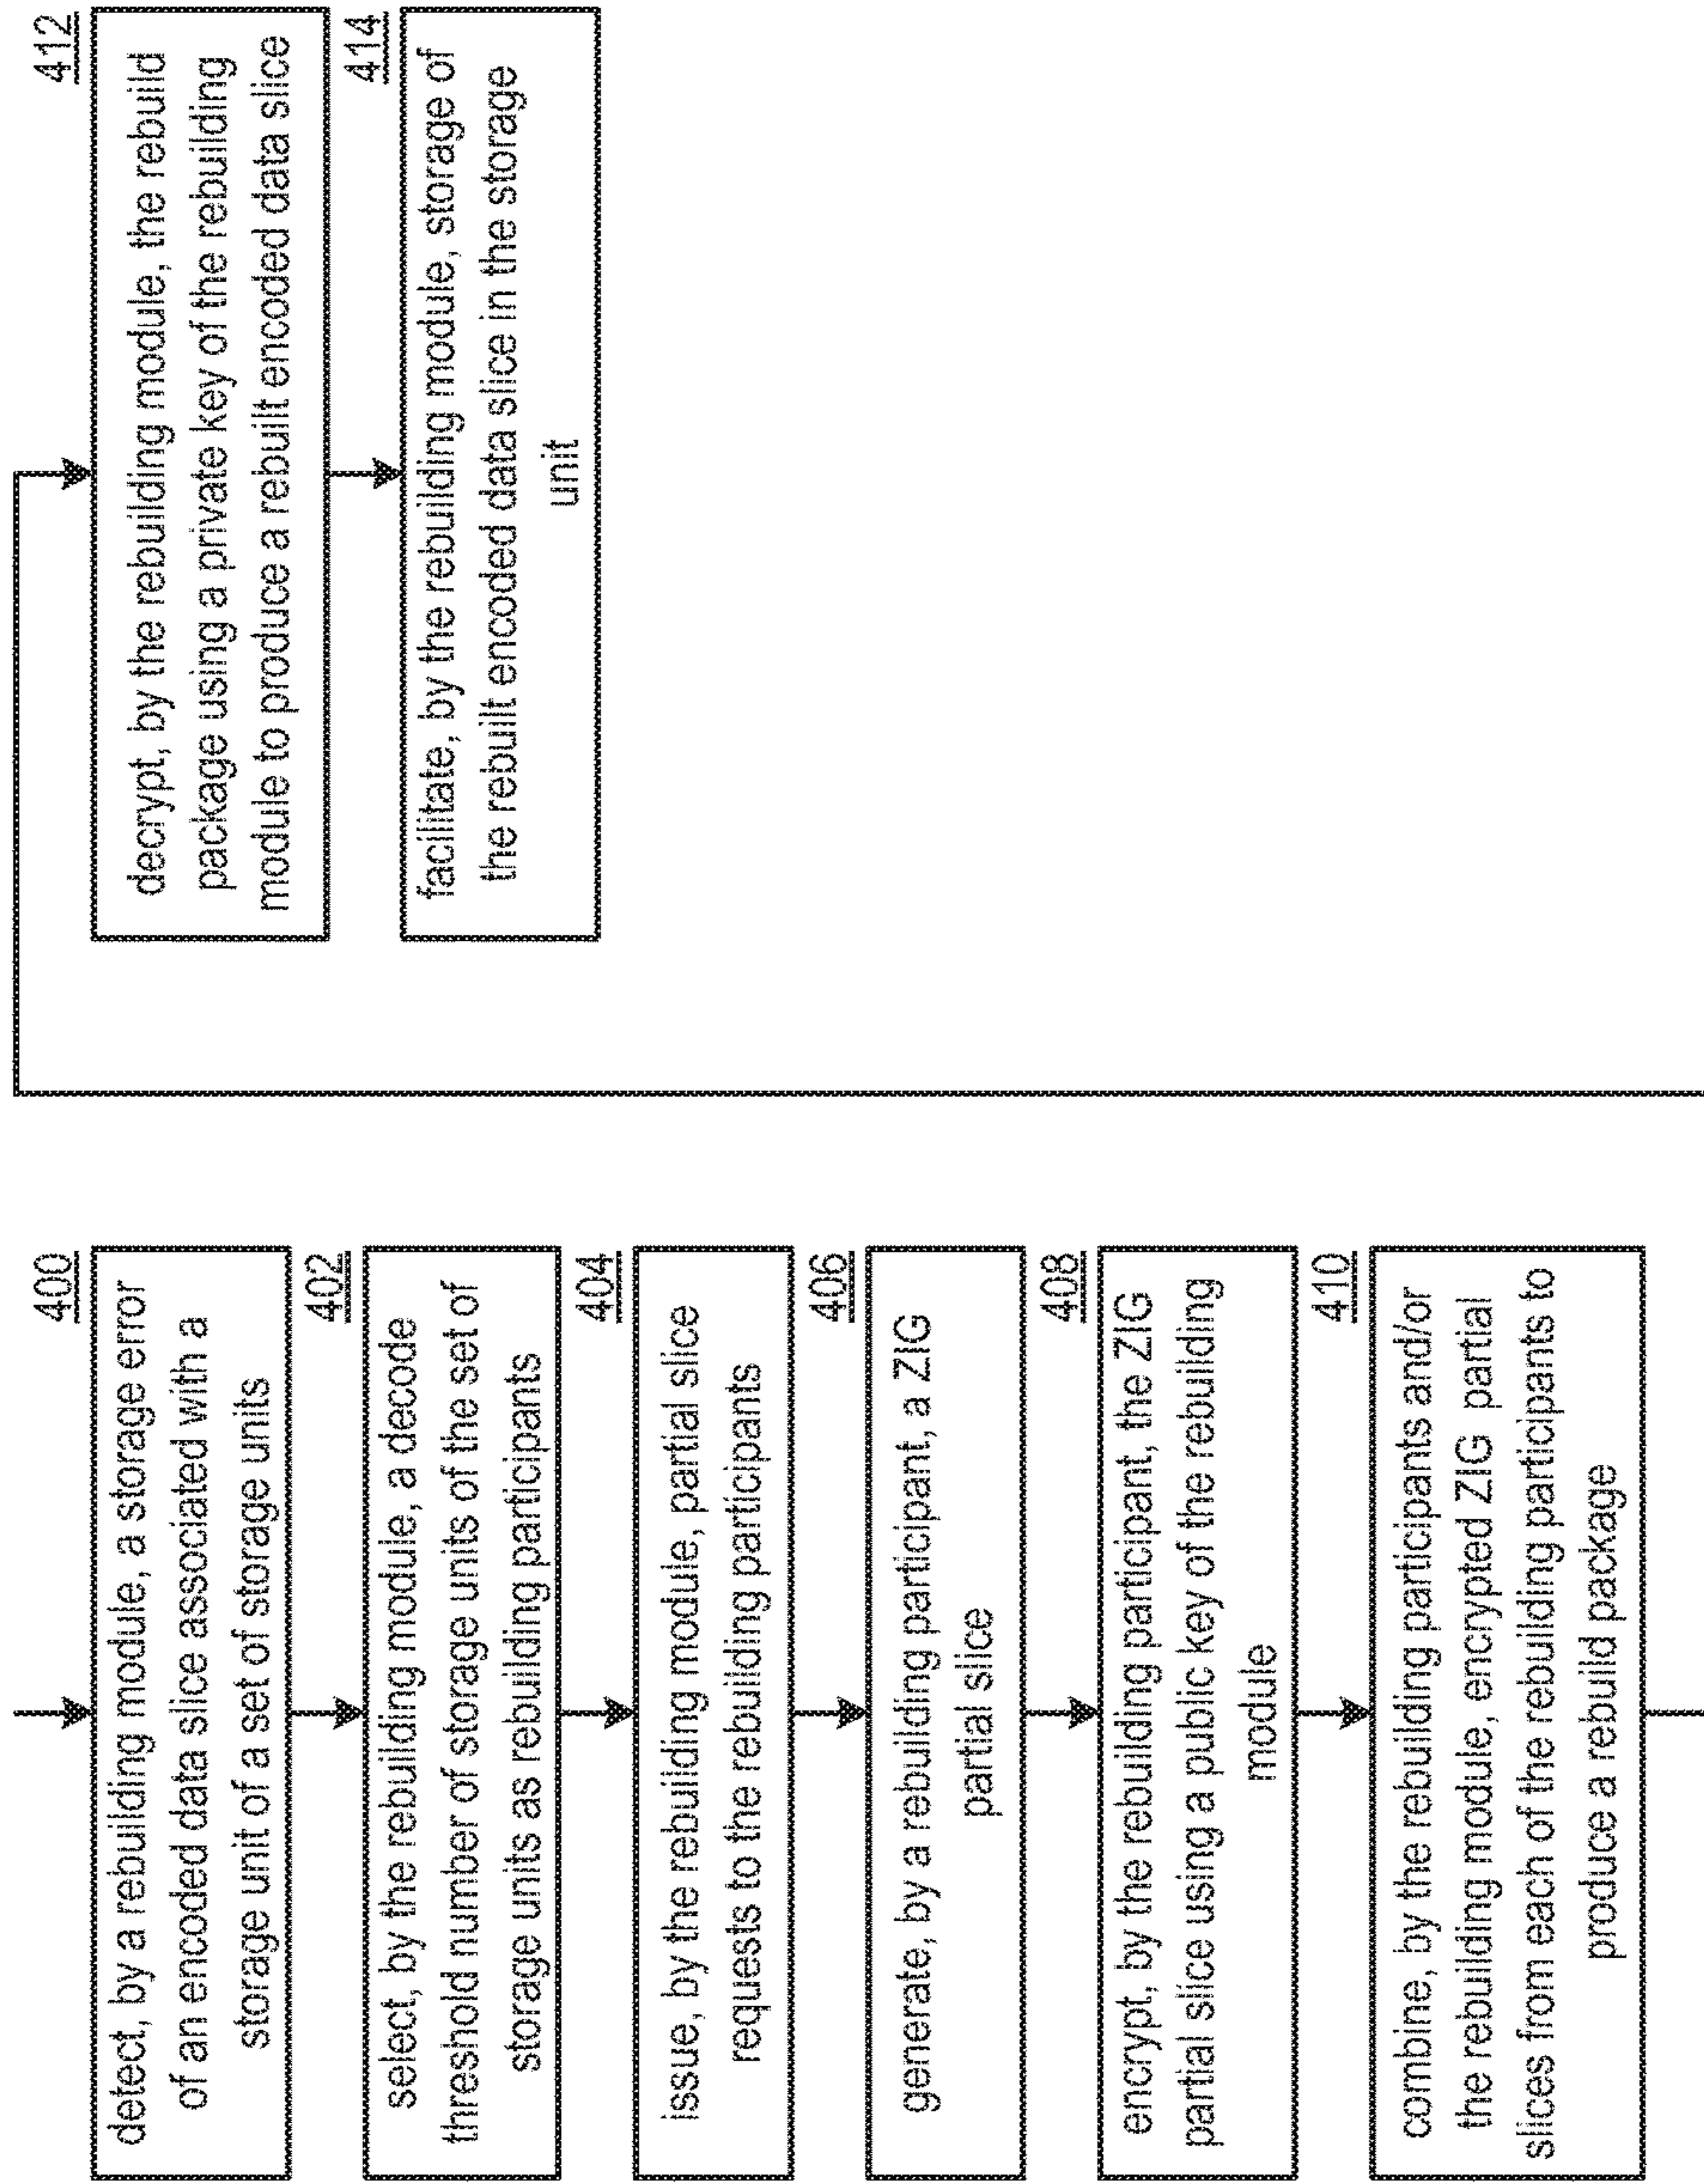 400
detect, by a rebuilding module, a storage error
of an encoded data slice associated with a
storage unit of a set of storage units
402
select, by the rebuilding module, a decode
threshold number of storage units of the set of
storage units as rebuilding participants
404
issue, by the rebuilding module, partial slice
requests to the rebuilding participants
406
generate, by a rebuilding participant, a ZIG
partial slice
408
encrypt, by the rebuilding participant, the ZIG
partial slice using a public key of the rebuilding
module
410
combine, by the rebuilding participants and/or
the rebuilding module, encrypted ZIG partial
slices from each of the rebuilding participants to
produce a rebuild package
412
decrypt, by the rebuilding module, the rebuild
package using a private key of the rebuilding
module to produce a rebuilt encoded data slice
414
facilitate, by the rebuilding module, storage of
the rebuilt encoded data slice in the storage
unit